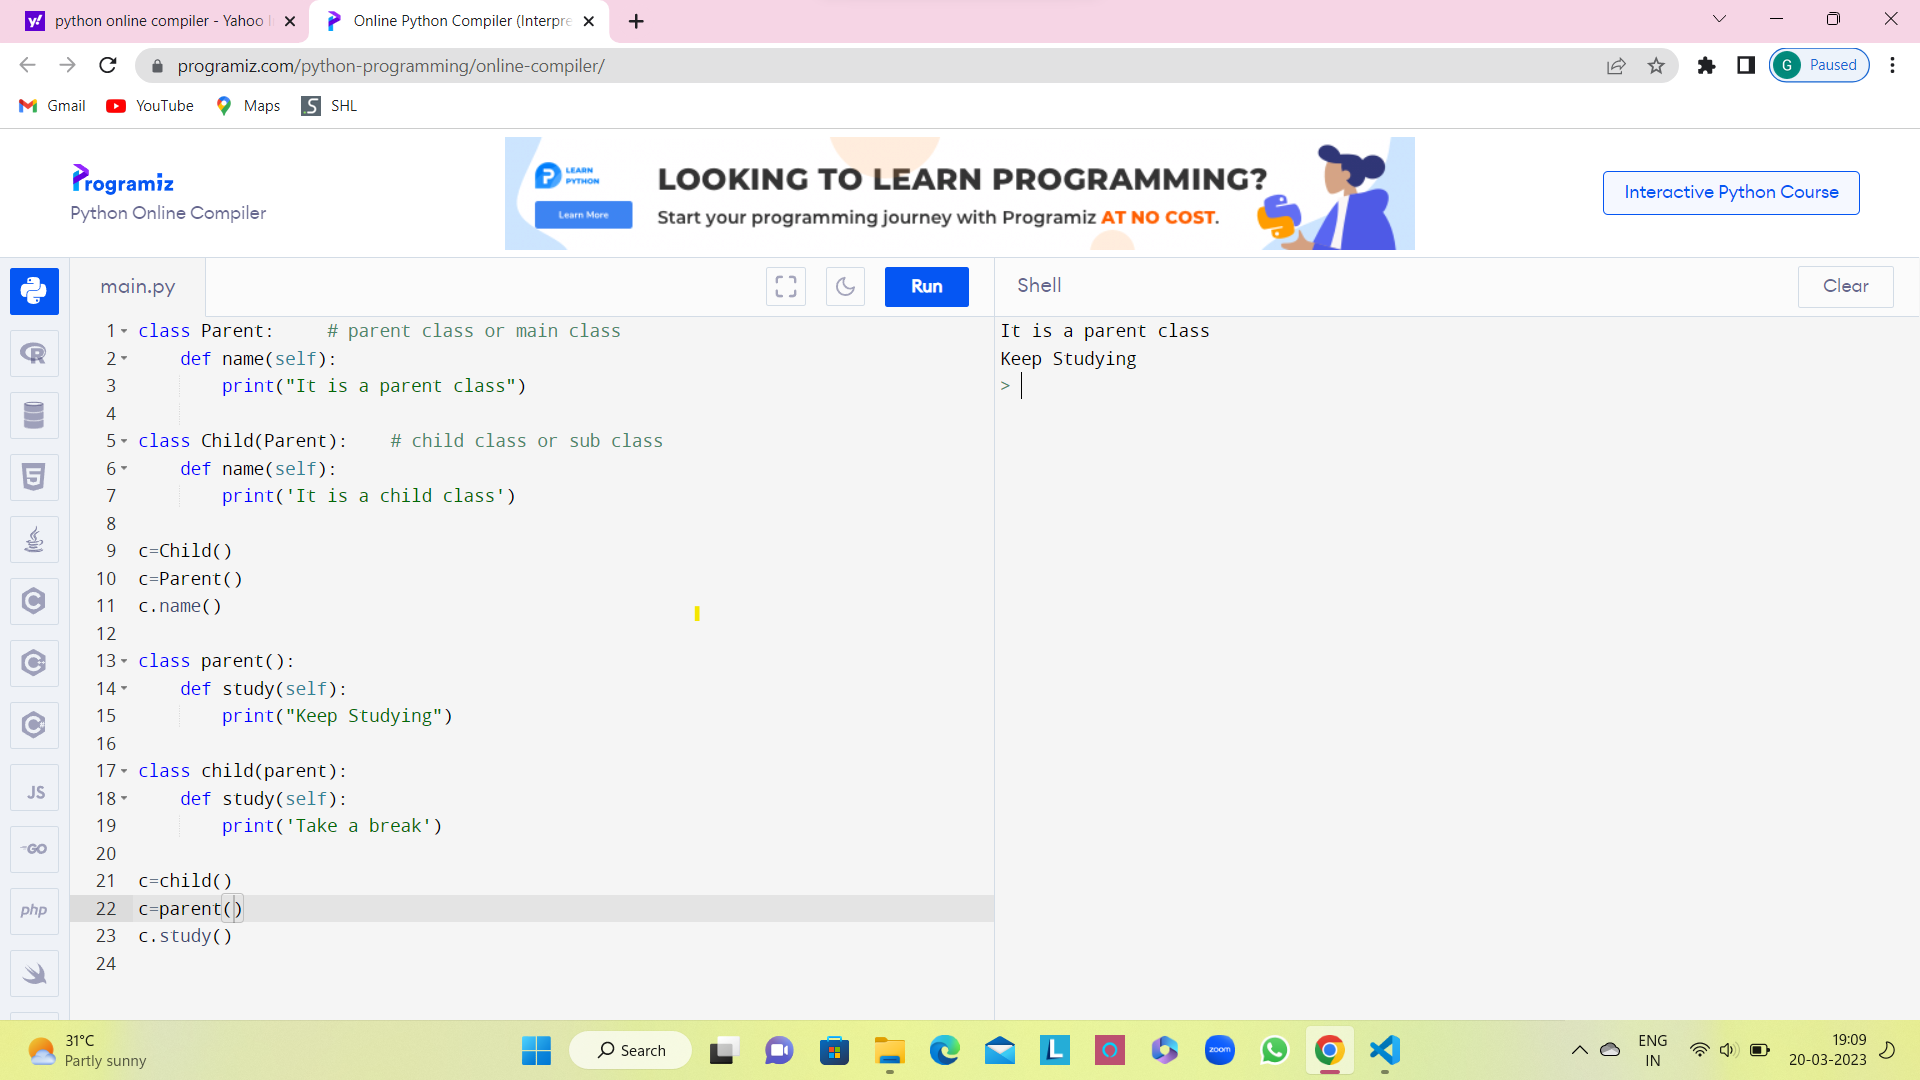 python online compiler - Yahoo I
Online Python Compiler (Interpre
programiz.com/python-programming/online-compiler/
G Paused
Gmail YouTube Maps SHL
Programiz
Python Online Compiler
LEARN
PYTHON
Learn More
LOOKING TO LEARN PROGRAMMING?
Start your programming journey with Programiz AT NO COST.
Interactive Python Course
main.py
Run
Shell
Clear
1 class Parent:     # parent class or main class
2     def name(self):
3         print("It is a parent class")
4
5 class Child(Parent):    # child class or sub class
6     def name(self):
7         print('It is a child class')
8
9 c=Child()
10 c=Parent()
11 c.name()
12
13 class parent():
14     def study(self):
15         print("Keep Studying")
16
17 class child(parent):
18     def study(self):
19         print('Take a break')
20
21 c=child()
22 c=parent()
23 c.study()
24
It is a parent class
Keep Studying
>
R
5
C
C
C
JS
GO
php
31°C
Partly sunny
Search
L
zoom
ENG
IN
19:09
20-03-2023